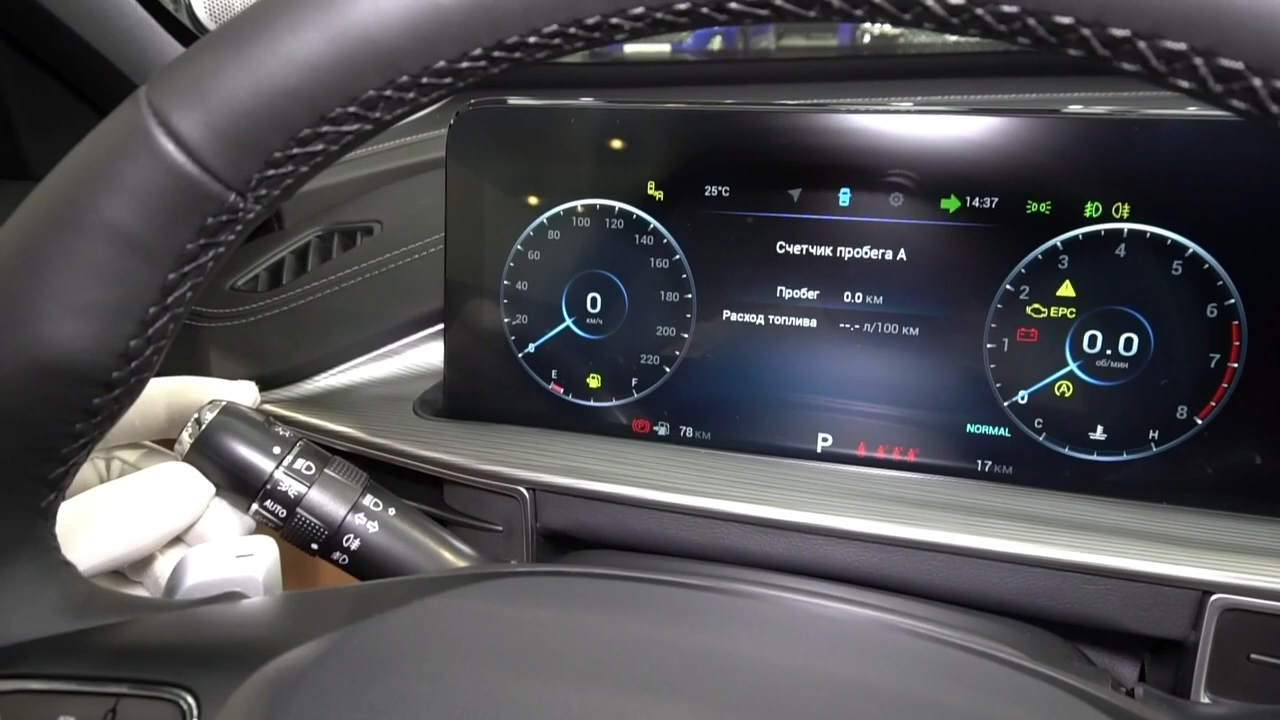 25°C
14:37
Счетчик пробега А
Пробег 0.0 КМ
Расход топлива --.- л/100 КМ
0 20 40 60 80 100 120 140 160 180 200 220
0
км/ч
E F
78 КМ
P
NORMAL
17 КМ
0 1 2 3 4 5 6 7 8
EPC
0.0
об/мин
A
C H
AUTO